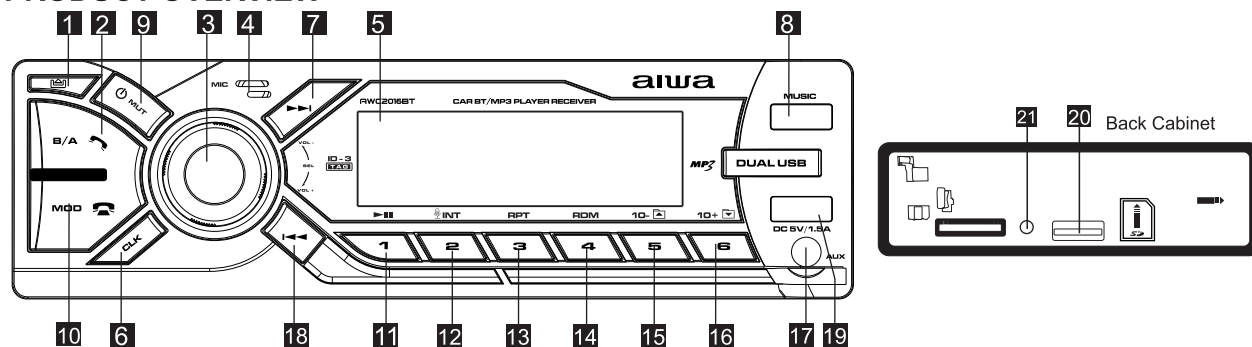 1 2 9 3 4 7 5 8
aiwa
MIC
MUSIC
MUT
AWC2016BT CAR BT/MP3 PLAYER RECEIVER
21 20 Back Cabinet
B/A
VOL -
SEL
VOL +
ID-3
TAG
MP3 DUAL USB
MOD
INT RPT RDM 10- 10+
CLK
1 2 3 4 5 6
DC 5V/1.5A
AUX
SD
10 6 18 11 12 13 14 15 16 17 19